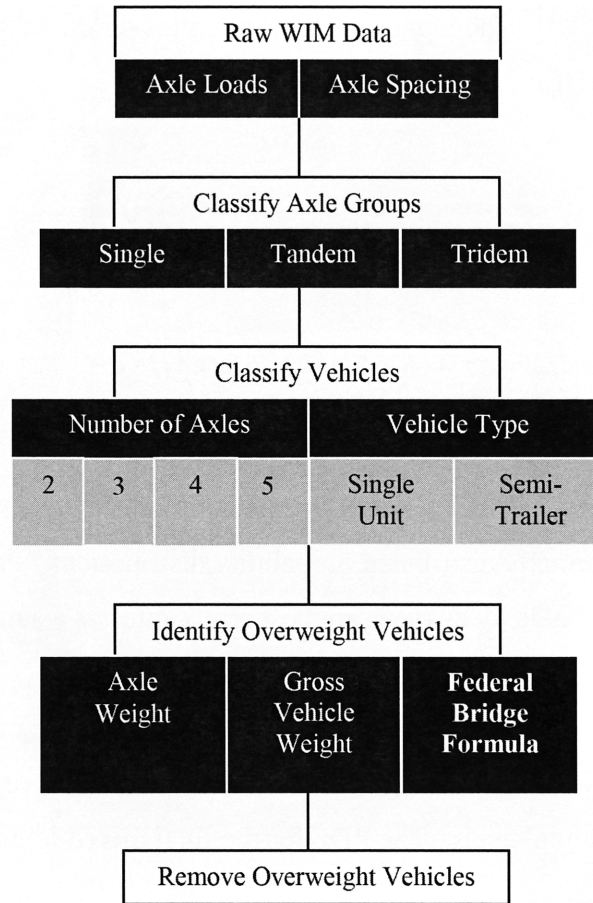 Raw WIM Data
Axle Loads Axle Spacing
Classify Axle Groups
Single Tandem Tridem
Classify Vehicles
Number of Axles Vehicle Type
2 3 4 5 Single Unit Semi-Trailer
Identify Overweight Vehicles
Axle Weight Gross Vehicle Weight Federal Bridge Formula
Remove Overweight Vehicles